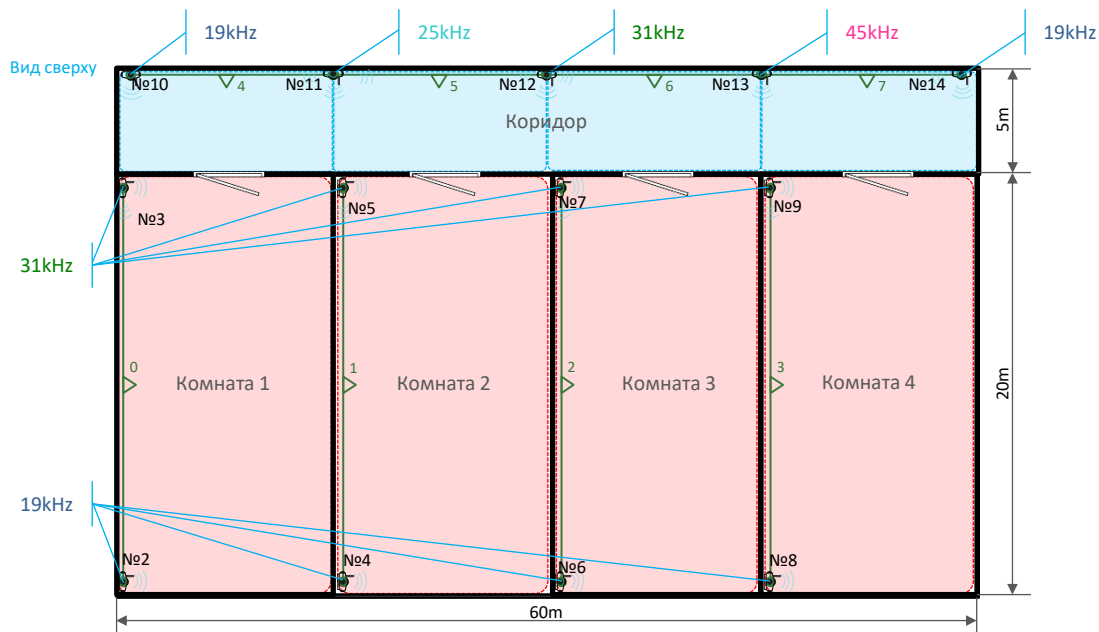 19kHz
25kHz
31kHz
45kHz
19kHz
Вид сверху
№10
4
№11
5
№12
6
№13
7
№14
Коридор
5m
№3
№5
№7
№9
31kHz
0
Комната 1
1
Комната 2
2
Комната 3
3
Комната 4
20m
19kHz
№2
№4
№6
№8
60m